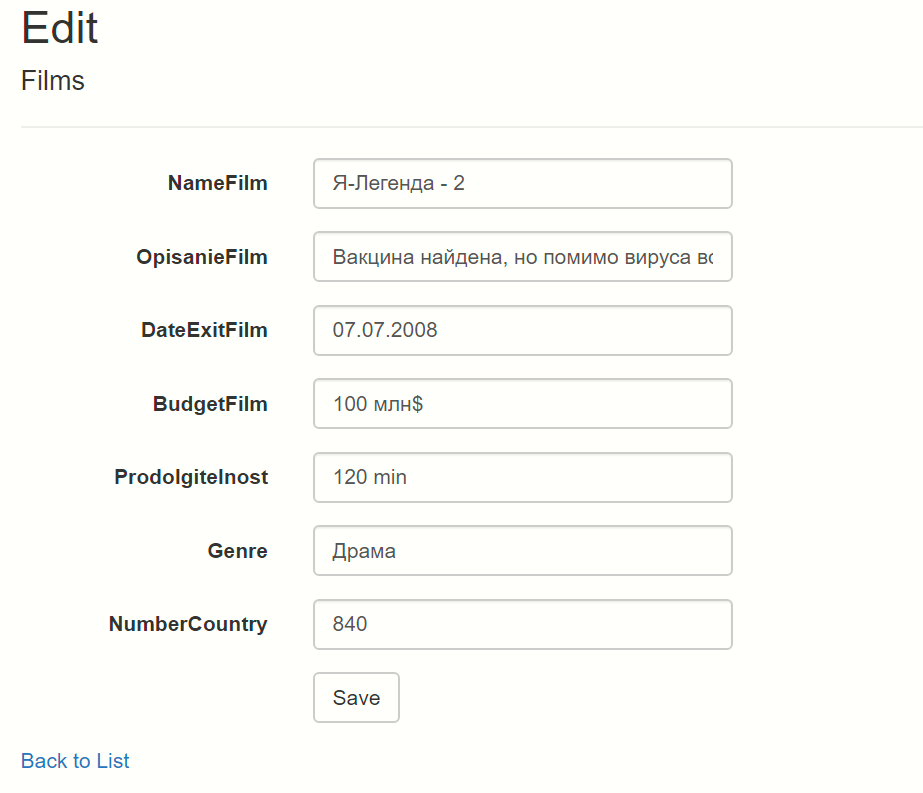 Edit
Films
NameFilm Я-Легенда - 2
OpisanieFilm Вакцина найдена, но помимо вируса
DateExitFilm 07.07.2008
BudgetFilm 100 млн$
Prodolgitelnost 120 min
Genre Драма
NumberCountry 840
Save
Back to List